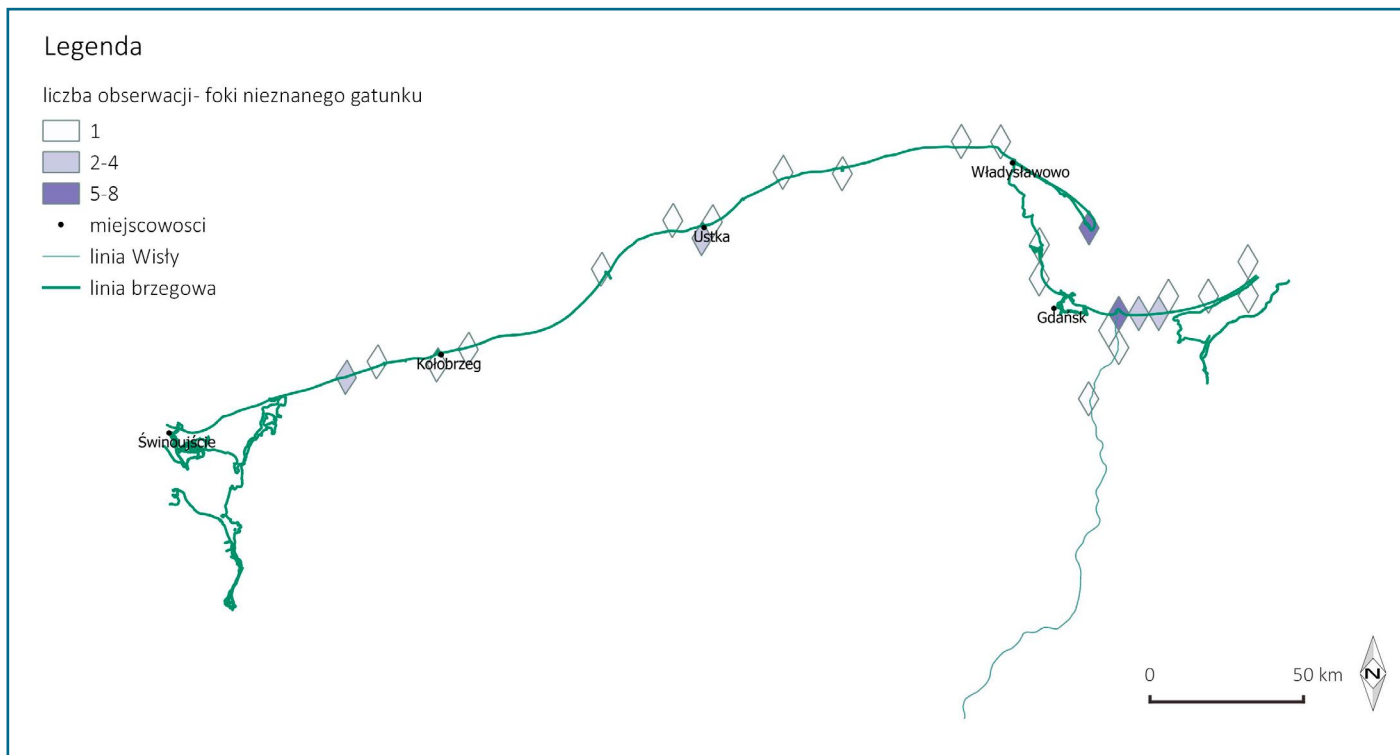 Legenda
liczba obserwacji- foki nieznanego gatunku
1
2-4
5-8
miejscowosci
linia Wisły
linia brzegowa
Władysławowo
Ustka
Gdańsk
Kołobrzeg
Świnoujście
0 50 km
N